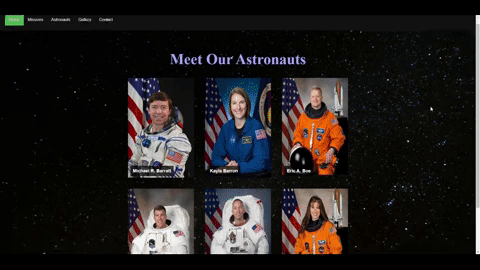 Home Missions Astronauts Gallery Contact
Meet Our Astronauts
Michael R. Barratt Kayla Barron Eric A. Boe